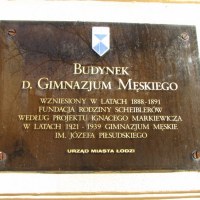 BUDYNEK
D. GIMNAZJUM MĘSKIEGO
WZNIESIONY W LATACH 1888-1891
FUNDACJA RODZINY SCHEIBLERÓW
WEDŁUG PROJEKTU IGNACEGO MARKIEWICZA
W LATACH 1921-1939 GIMNAZJUM MĘSKIE
IM. JÓZEFA PIŁSUDSKIEGO
URZĄD MIASTA ŁODZI